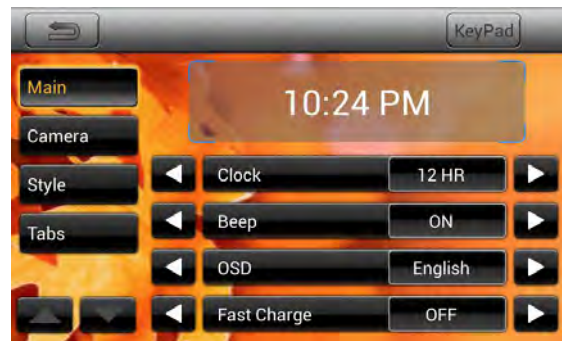 KeyPad
Main
10:24 PM
Camera
Style
Clock 12 HR
Tabs
Beep ON
OSD English
Fast Charge OFF